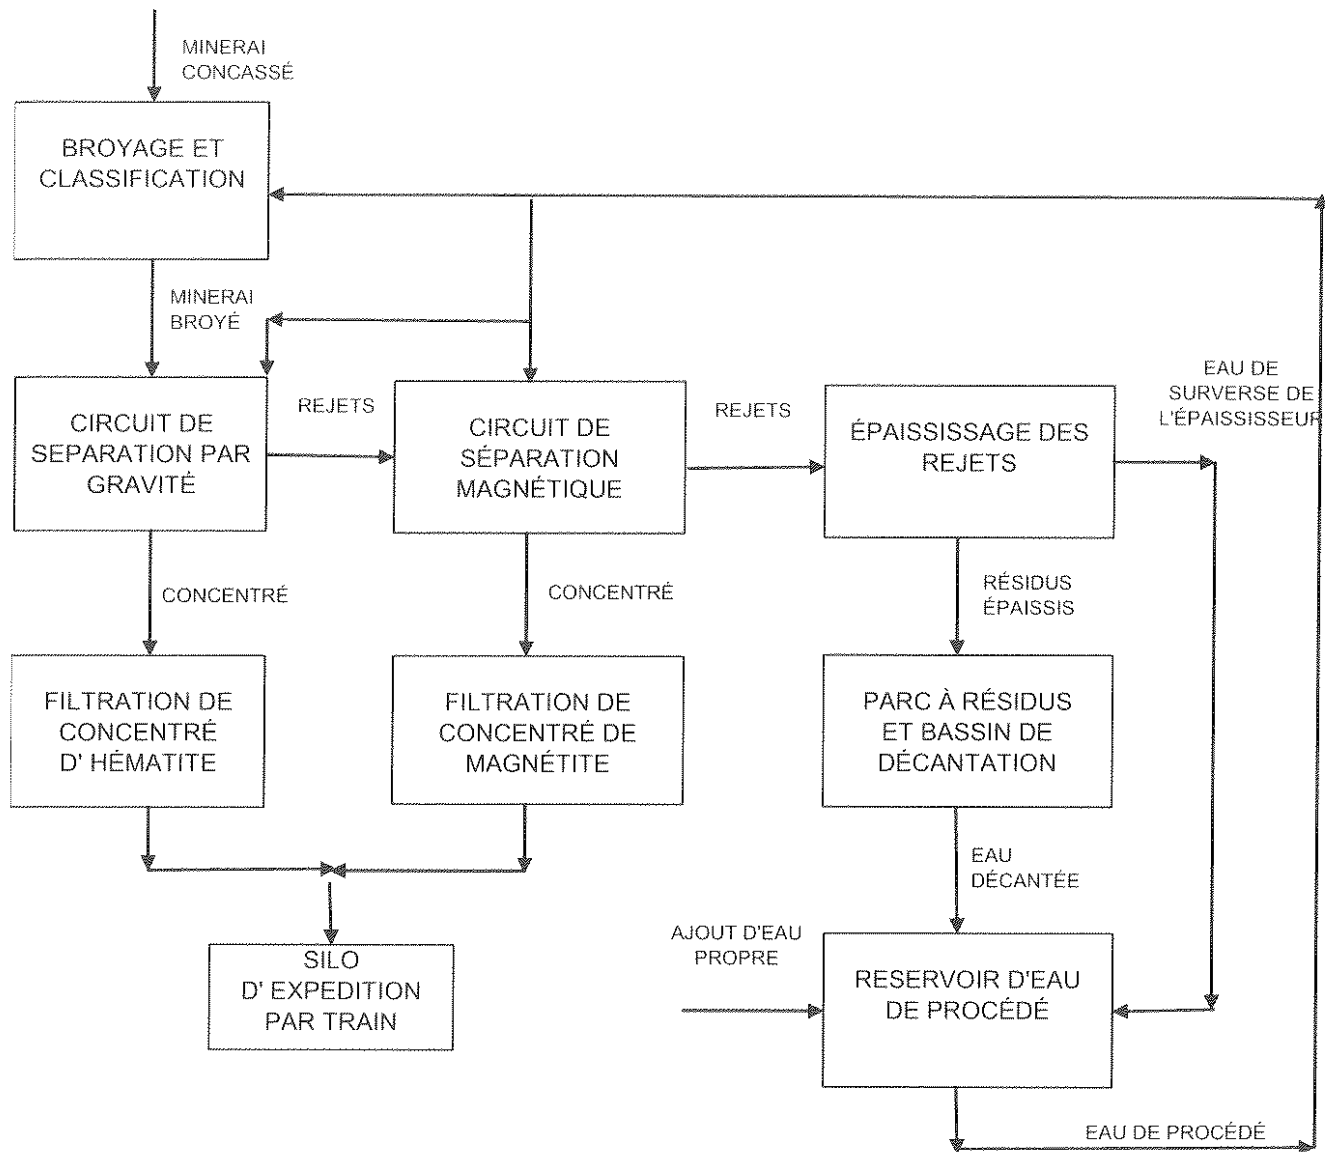 MINERAI
CONCASSÉ
BROYAGE ET
CLASSIFICATION
MINERAI
BROYÉ
CIRCUIT DE
SEPARATION PAR
GRAVITÉ
REJETS
CIRCUIT DE
SÉPARATION
MAGNÉTIQUE
REJETS
ÉPAISSISSAGE DES
REJETS
EAU DE
SURVERSE DE
L'ÉPAISSISSEUR
CONCENTRÉ
CONCENTRÉ
RÉSIDUS
ÉPAISSIS
FILTRATION DE
CONCENTRÉ
D' HÉMATITE
FILTRATION DE
CONCENTRÉ DE
MAGNÉTITE
PARC À RÉSIDUS
ET BASSIN DE
DÉCANTATION
EAU
DÉCANTÉE
SILO
D' EXPEDITION
PAR TRAIN
AJOUT D'EAU
PROPRE
RESERVOIR D'EAU
DE PROCÉDÉ
EAU DE PROCÉDÉ